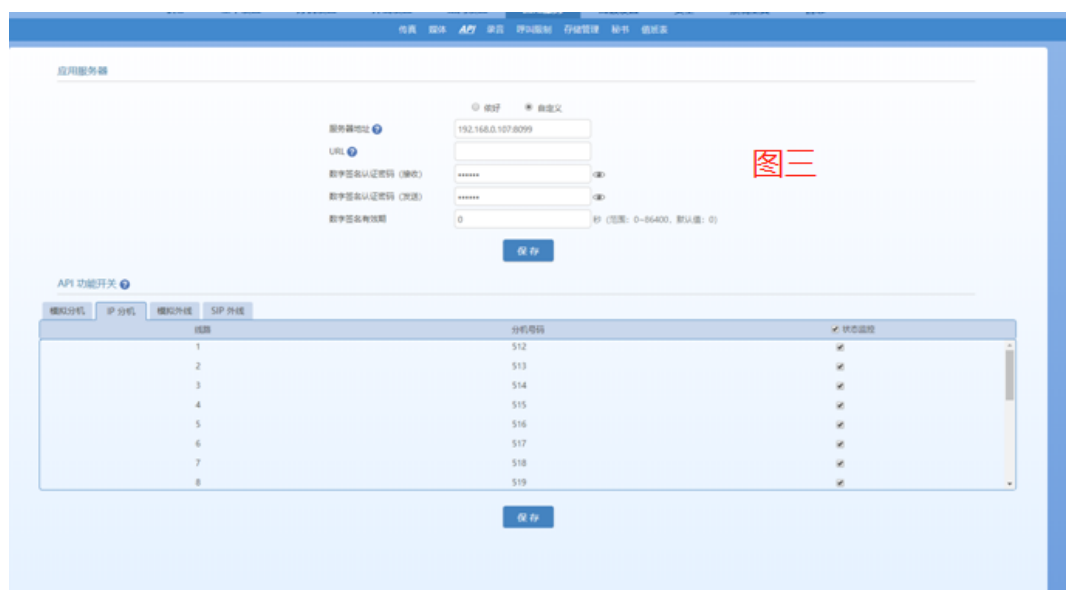 传真 媒体 API 录音 呼叫限制 存储管理 秘书 值班表
应用服务器
自定义
服务器地址 192.168.0.107:8099
URL
数字签名认证密码 (接收) ••••••
数字签名认证密码 (发送) ••••••
数字签名有效期 0 秒 (范围: 0~86400, 默认值: 0)
图三
保存
API 功能开关
模拟分机 IP 分机 模拟外线 SIP 外线
线路 分机号码 状态监控
1 512
2 513
3 514
4 515
5 516
6 517
7 518
8 519
保存